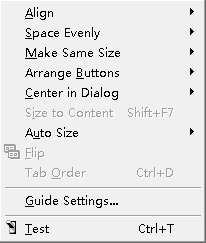 Align
Space Evenly
Make Same Size
Arrange Buttons
Center in Dialog
Size to Content Shift+F7
Auto Size
Flip
Tab Order Ctrl+D
Guide Settings...
Test Ctrl+T